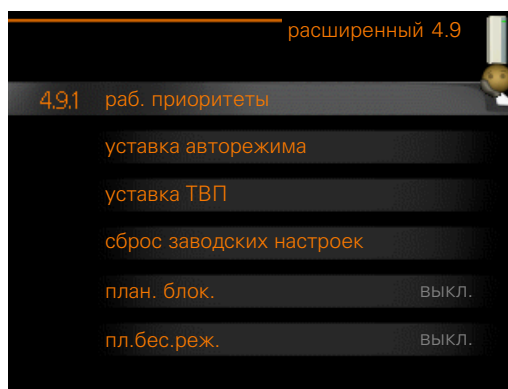 расширенный 4.9
4.9.1 раб. приоритеты
уставка авторежима
уставка ТВП
сброс заводских настроек
план. блок. выкл.
пл.бес.реж. выкл.